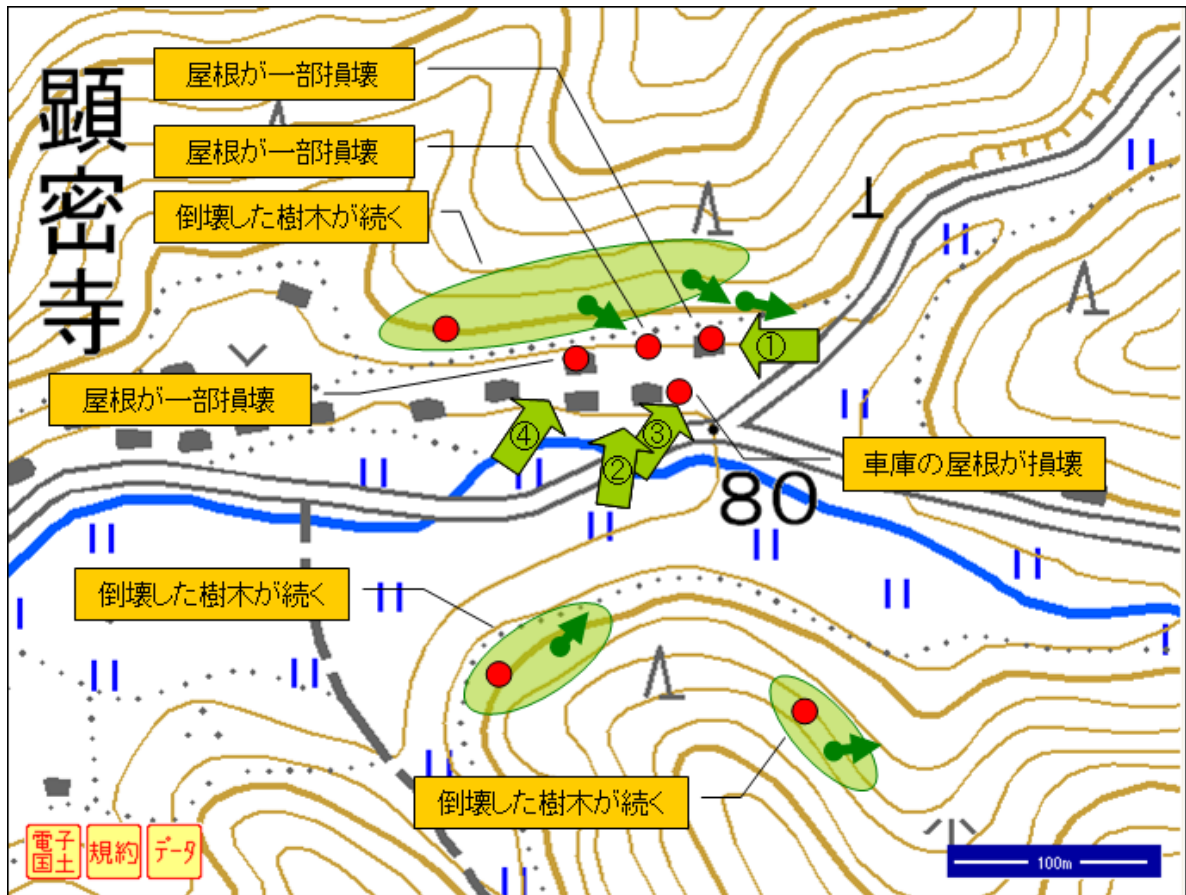 顕密寺
屋根が一部損壊
屋根が一部損壊
倒壊した樹木が続く
①
屋根が一部損壊
④
③
②
車庫の屋根が損壊
80
倒壊した樹木が続く
倒壊した樹木が続く
電子
国土
規約
データ
100m